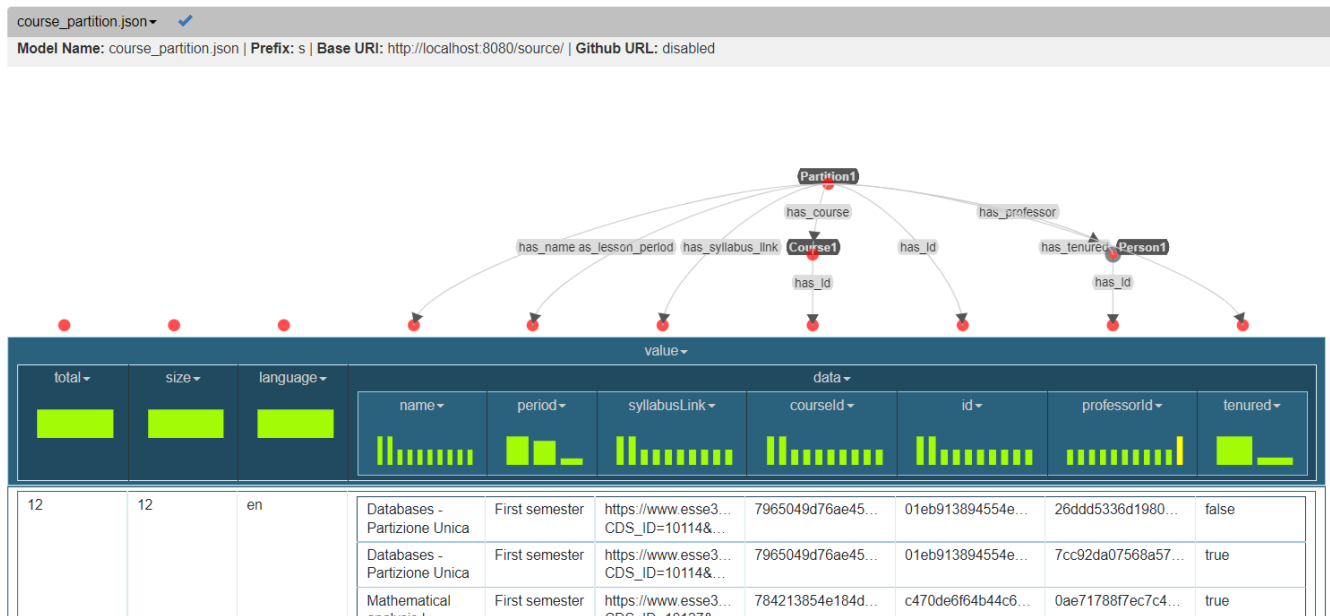 course_partition.json
Model Name: course_partition.json | Prefix: s | Base URI: http://localhost:8080/source/ | Github URL: disabled
Partition1
has_course has_professor
has_name as_lesson_period has_syllabus_link Course1 has_Id has_tenured Person1
has_Id has_Id
value
total size language data
name period syllabusLink courseId id professorId tenured
12 12 en Databases - First semester https://www.esse3... 7965049d76ae45... 01eb913894554e... 26ddd5336d1980... false
Partizione Unica CDS_ID=10114&...
Databases - First semester https://www.esse3... 7965049d76ae45... 01eb913894554e... 7cc92da07568a57... true
Partizione Unica CDS_ID=10114&...
Mathematical First semester https://www.esse3... 784213854e184d... c470de6f64b44c6... 0ae71788f7ec7c4... true